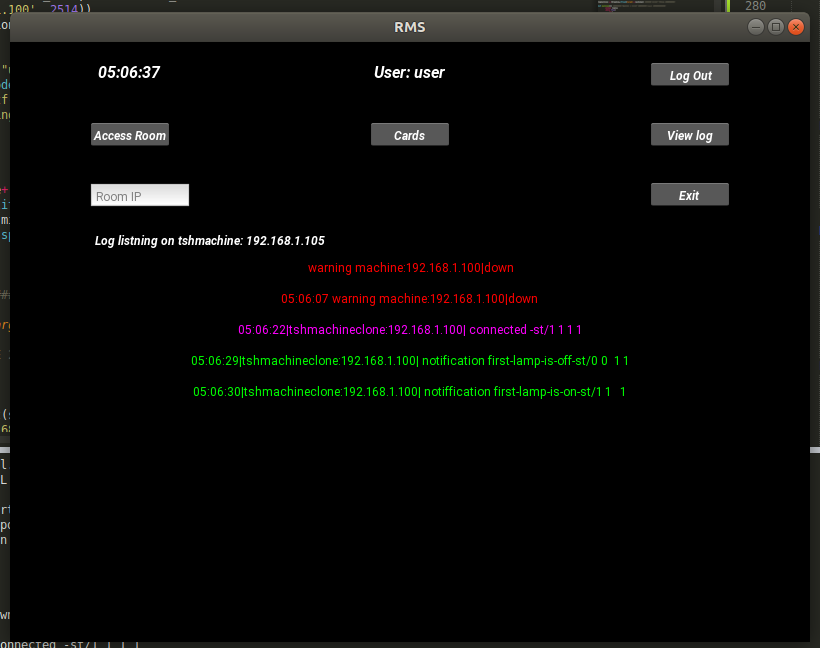 .100' 2514))
280
RMS
05:06:37 User: user Log Out
Access Room Cards View log
Room IP Exit
Log listning on tshmachine: 192.168.1.105
warning machine:192.168.1.100|down
05:06:07 warning machine:192.168.1.100|down
05:06:22|tshmachineclone:192.168.1.100| connected -st/1 1 1 1
05:06:29|tshmachineclone:192.168.1.100| notification first-lamp-is-off-st/0 0 1 1
05:06:30|tshmachineclone:192.168.1.100| notiffication first-lamp-is-on-st/1 1 1
onnected -st/1 1 1 1